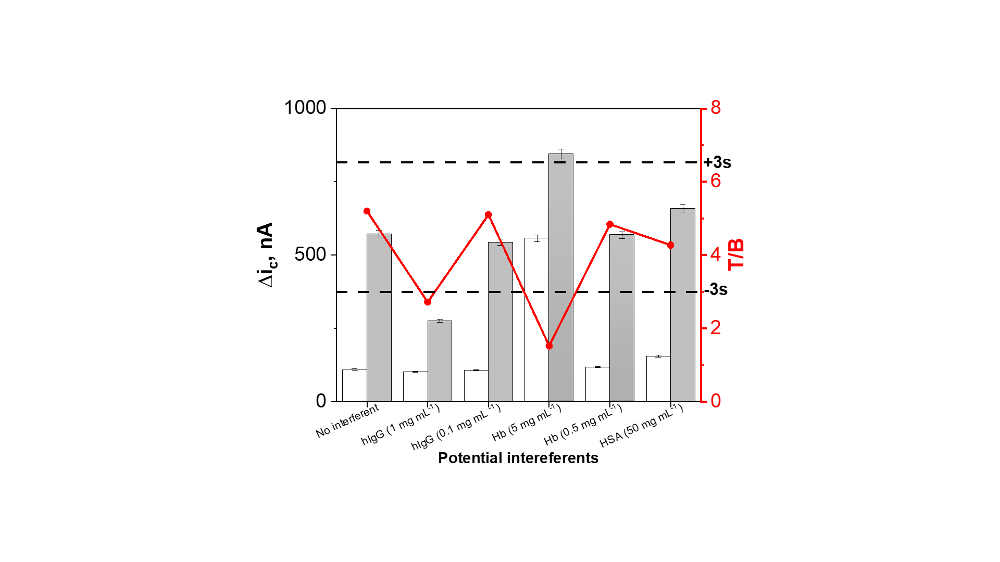 1000
500
0
Δic, nA
8
6
4
2
0
T/B
+3s
-3s
No interferent
hIgG (1 mg mL-1)
hIgG (0.1 mg mL-1)
Hb (5 mg mL-1)
Hb (0.5 mg mL-1)
HSA (50 mg mL-1)
Potential intereferents